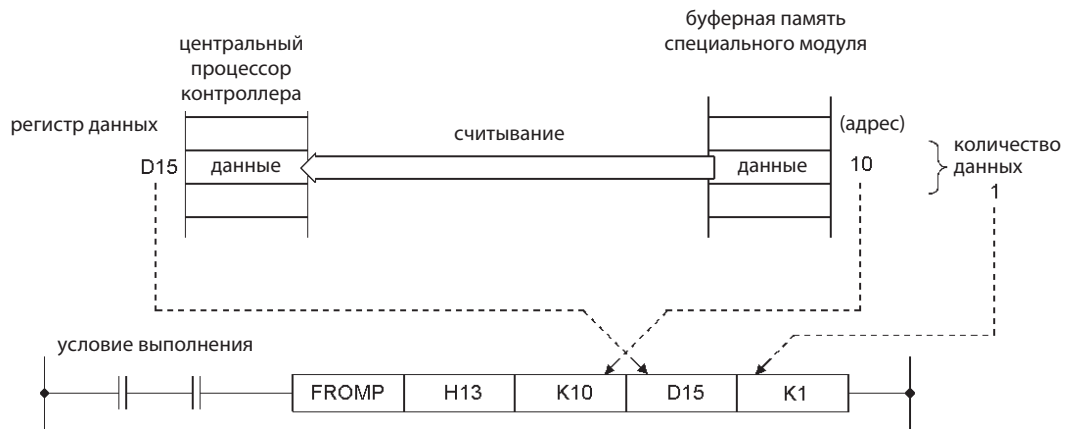 буферная память
специального модуля
центральный
процессор
контроллера
регистр данных
считывание
(адрес)
количество
данных
D15
данные
данные
10
1
условие выполнения
FROMP H13 K10 D15 K1